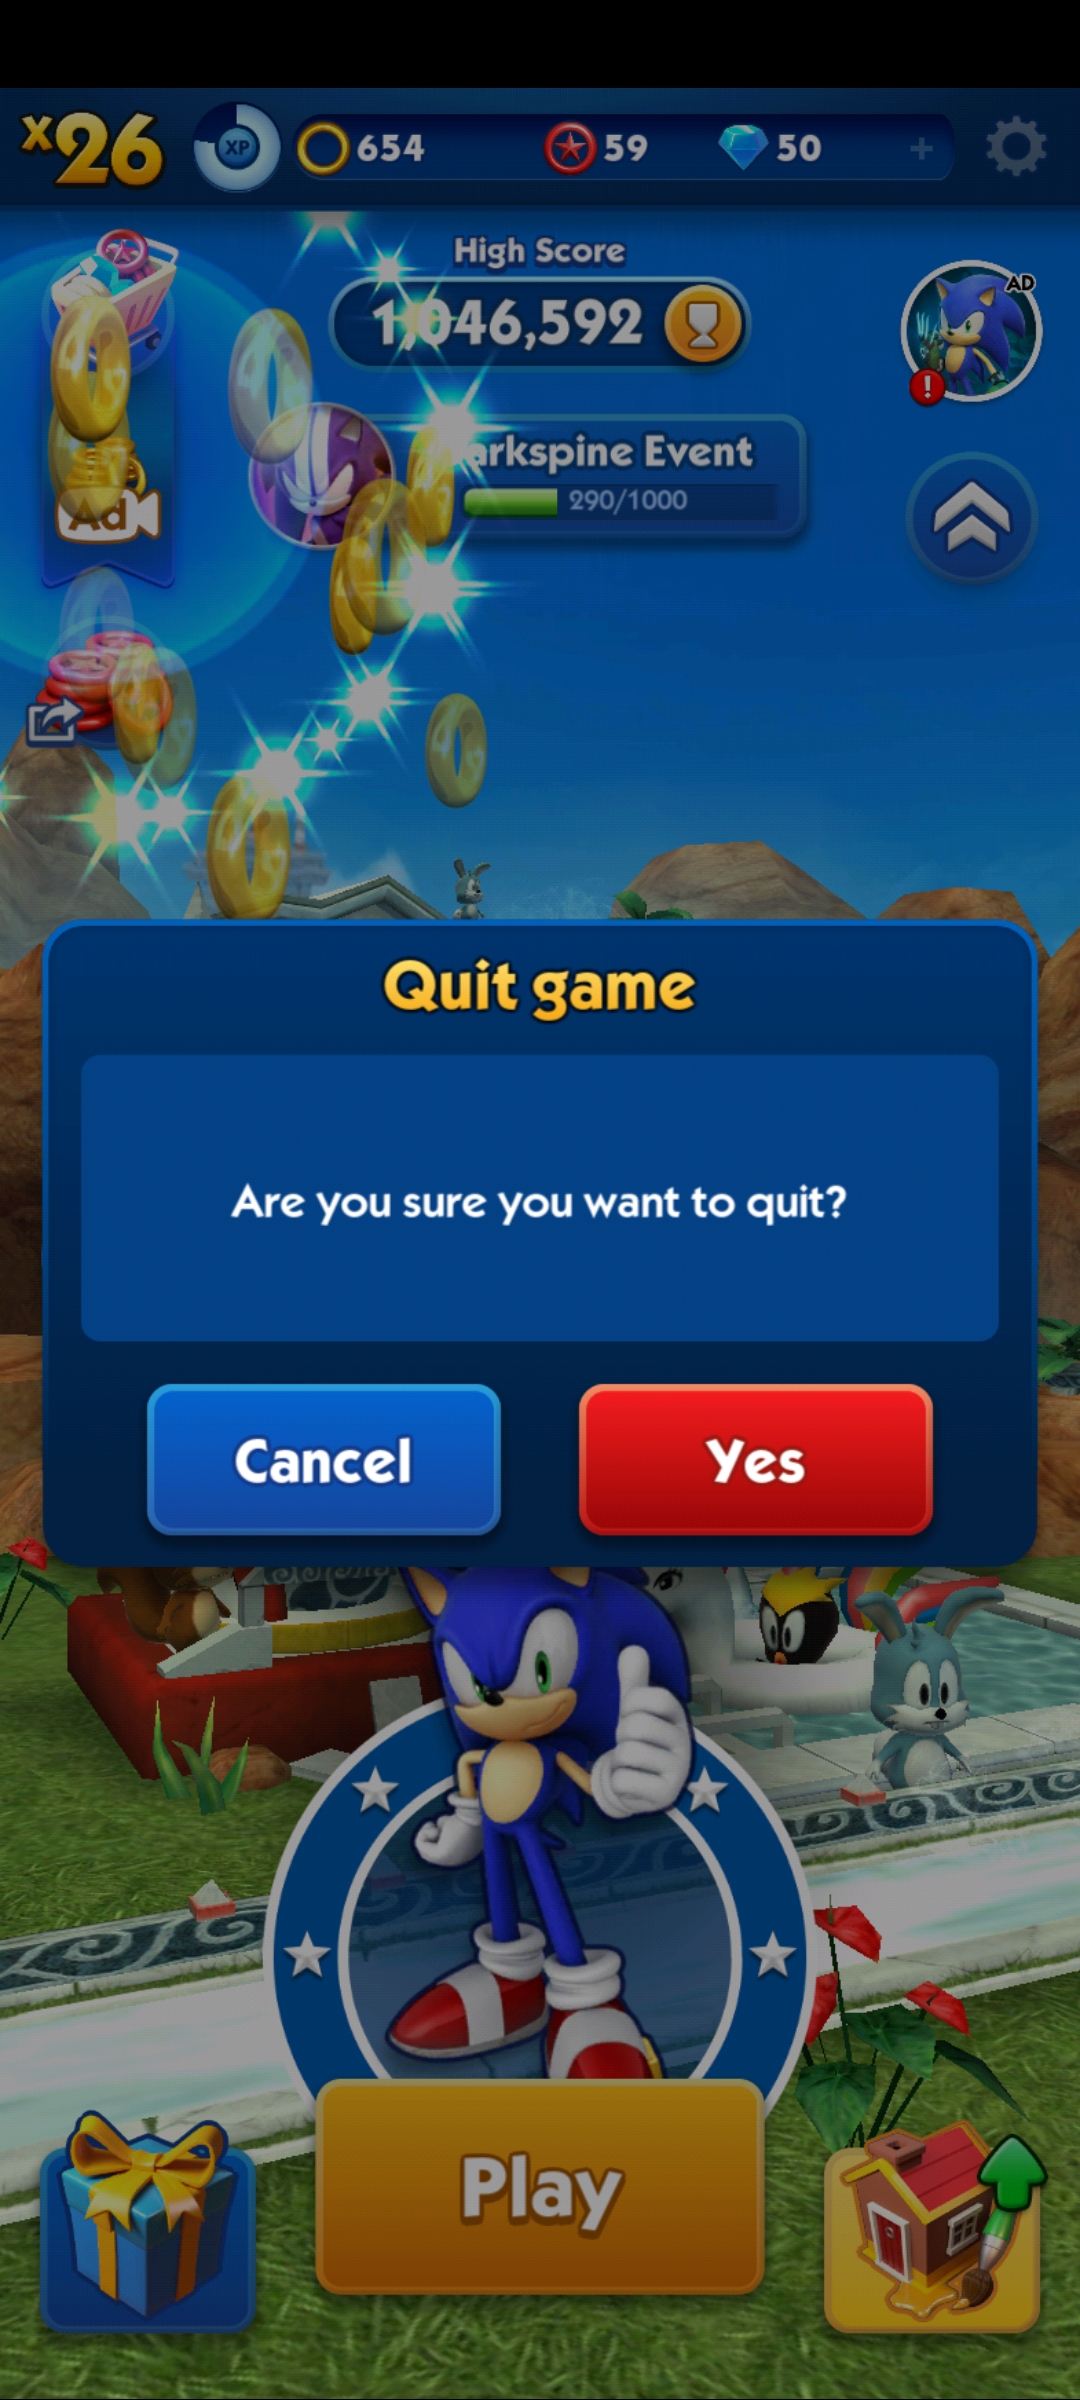 x26
XP
654
59
50
+
High Score
1,046,592
AD
!
arkspine Event
290/1000
Ad
Quit game
Are you sure you want to quit?
Cancel
Yes
Play